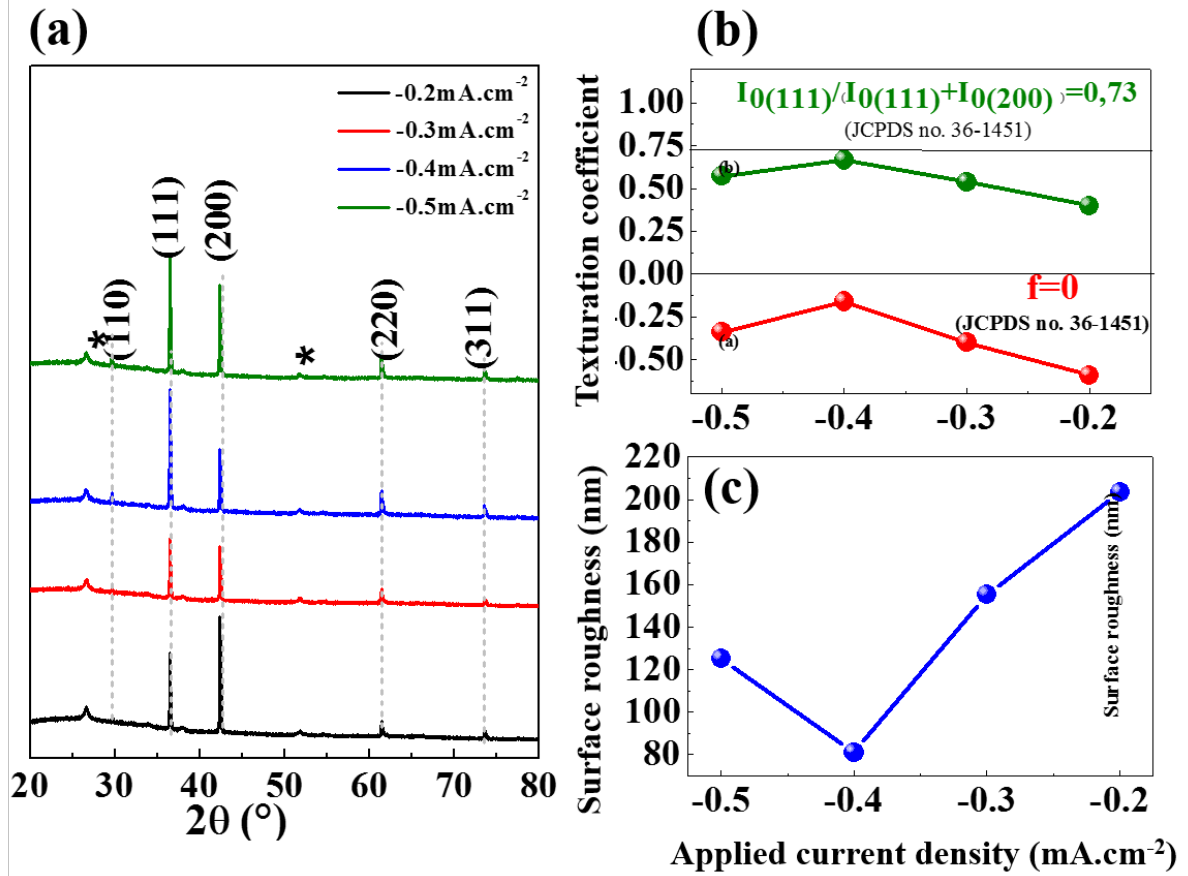 (a)
-0.2mA.cm-2
-0.3mA.cm-2
-0.4mA.cm-2
-0.5mA.cm-2
(111)
(200)
*
(110)
*
(220)
(311)
20 30 40 50 60 70 80
2θ (°)
(b)
Texturation coefficient
1.00
0.75
0.50
0.25
0.00
0.25
0.50
I0(111)/(I0(111)+I0(200) )=0,73
(JCPDS no. 36-1451)
(b)
f=0
(JCPDS no. 36-1451)
(a)
-0.5 -0.4 -0.3 -0.2
(c)
Surface roughness (nm)
220
200
180
160
140
120
100
80
Surface roughness (nm)
-0.5 -0.4 -0.3 -0.2
Applied current density (mA.cm-2)